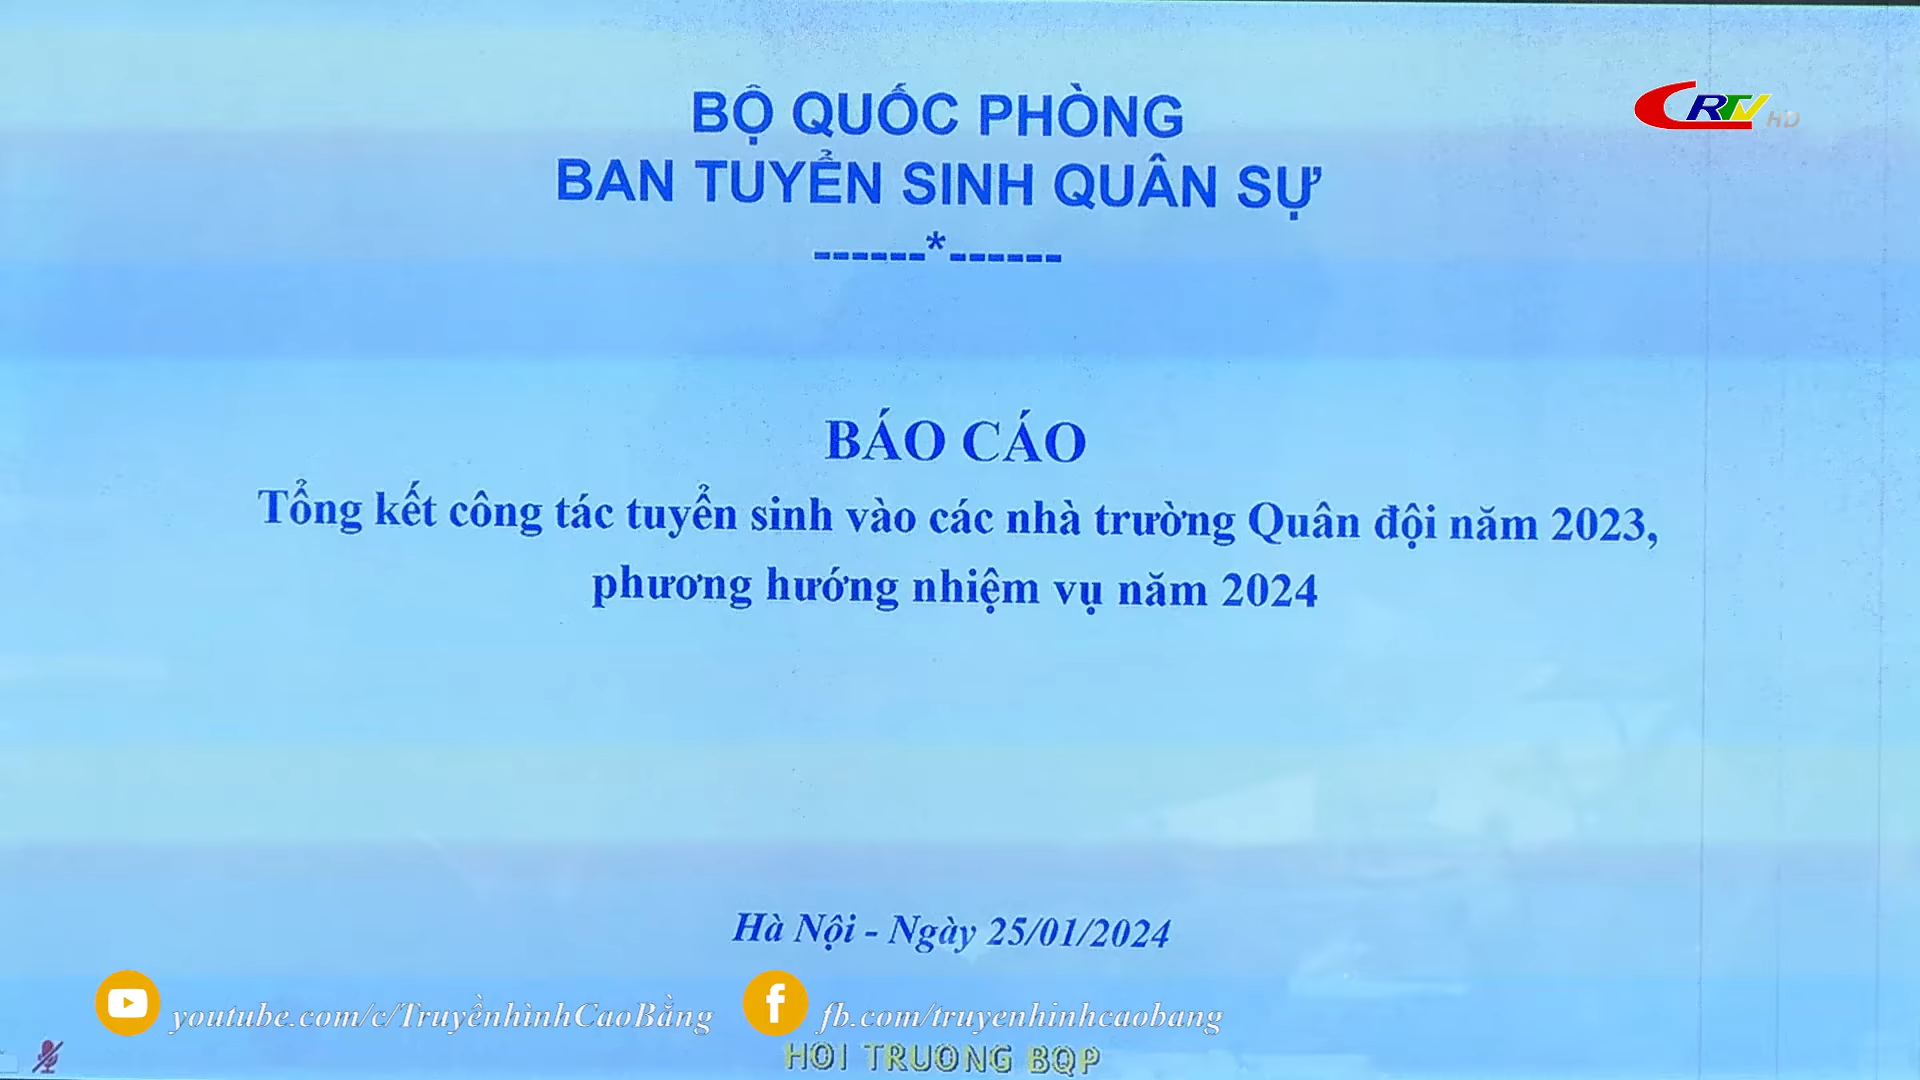 BỘ QUỐC PHÒNG
CRTV HD
BAN TUYỂN SINH QUÂN SỰ
------*------
BÁO CÁO
Tổng kết công tác tuyển sinh vào các nhà trường Quân đội năm 2023,
phương hướng nhiệm vụ năm 2024
Hà Nội - Ngày 25/01/2024
youtube.com/c/TruyềnhìnhCaoBằng
fb.com/truyenhinhcaobang
HOI TRUONG BQP